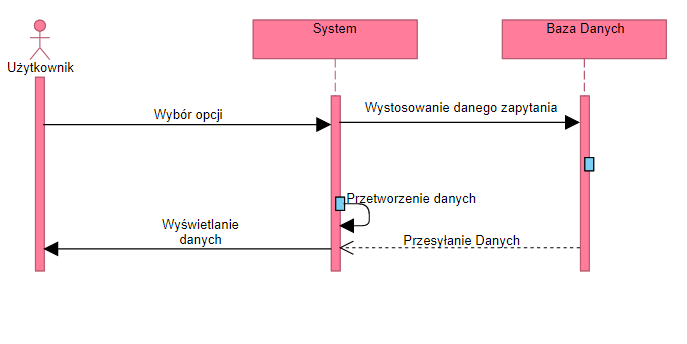 System
Baza Danych
Użytkownik
Wybór opcji
Wystosowanie danego zapytania
Przetworzenie danych
Wyświetlanie
danych
Przesyłanie Danych